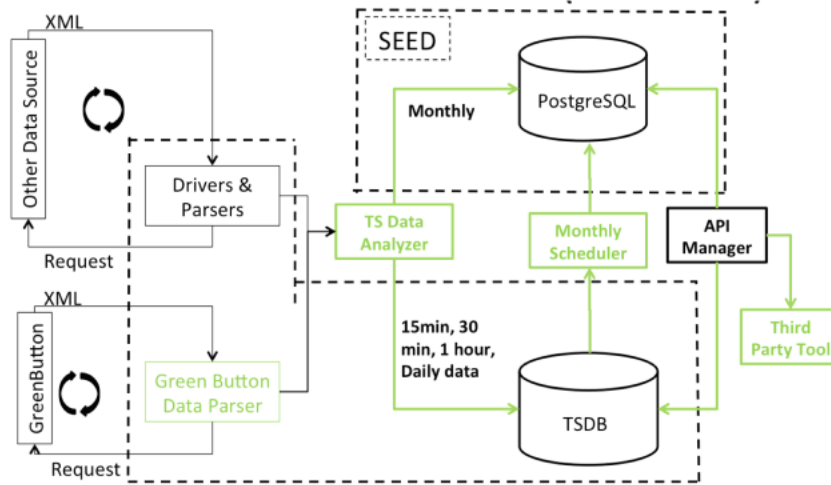 XML
Other Data Source
Request
Drivers &
Parsers
XML
GreenButton
Request
Green Button
Data Parser
SEED
PostgreSQL
Monthly
TS Data
Analyzer
Monthly
Scheduler
API
Manager
15min, 30
min, 1 hour,
Daily data
TSDB
Third
Party Tool